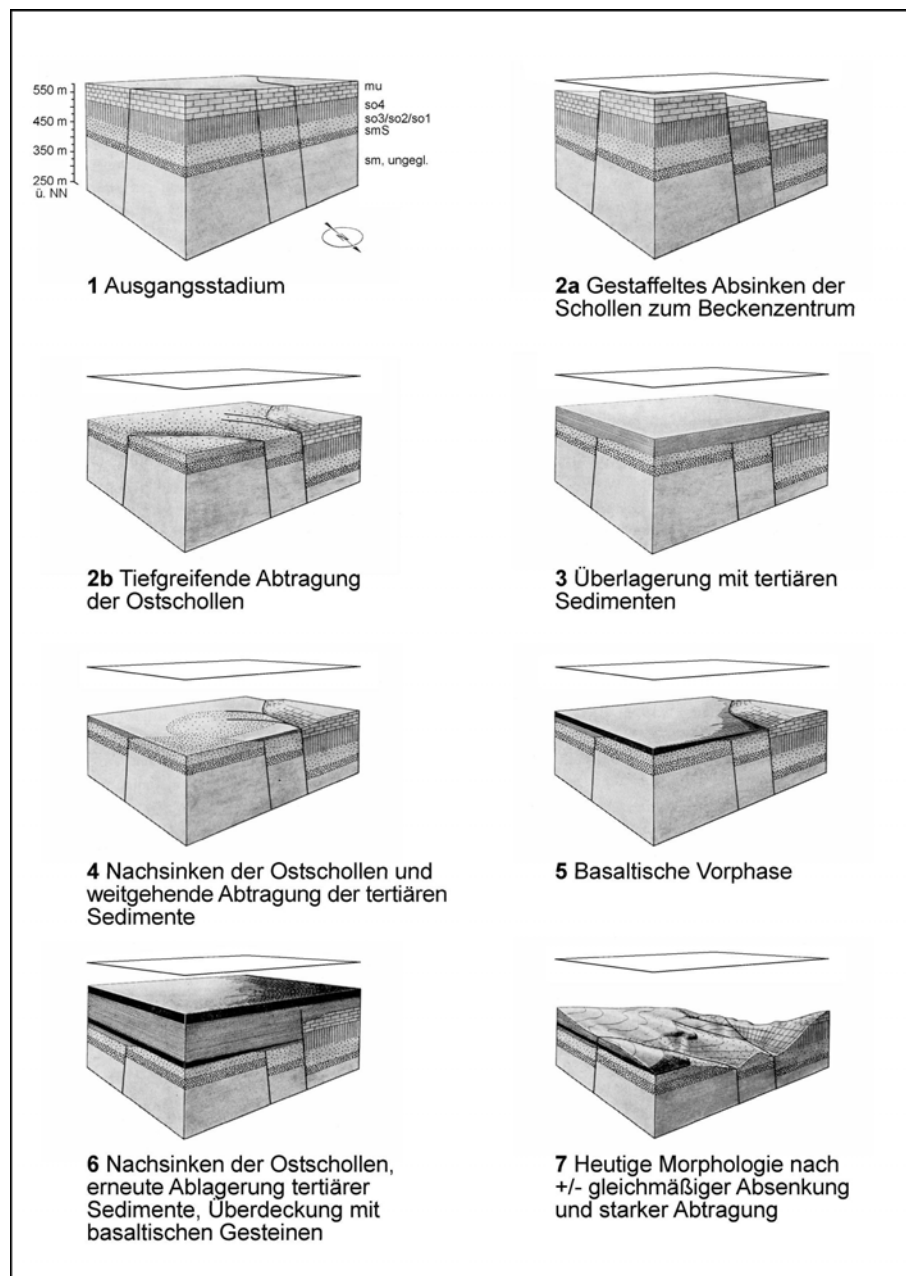 550 m
450 m
350 m
250 m
ü. NN
mu
so4
so3/so2/so1
smS
sm, ungegl.
1 Ausgangsstadium
2a Gestaffeltes Absinken der
Schollen zum Beckenzentrum
2b Tiefgreifende Abtragung
der Ostschollen
3 Überlagerung mit tertiären
Sedimenten
4 Nachsinken der Ostschollen und
weitgehende Abtragung der tertiären
Sedimente
5 Basaltische Vorphase
6 Nachsinken der Ostschollen,
erneute Ablagerung tertiärer
Sedimente, Überdeckung mit
basaltischen Gesteinen
7 Heutige Morphologie nach
+/- gleichmäßiger Absenkung
und starker Abtragung